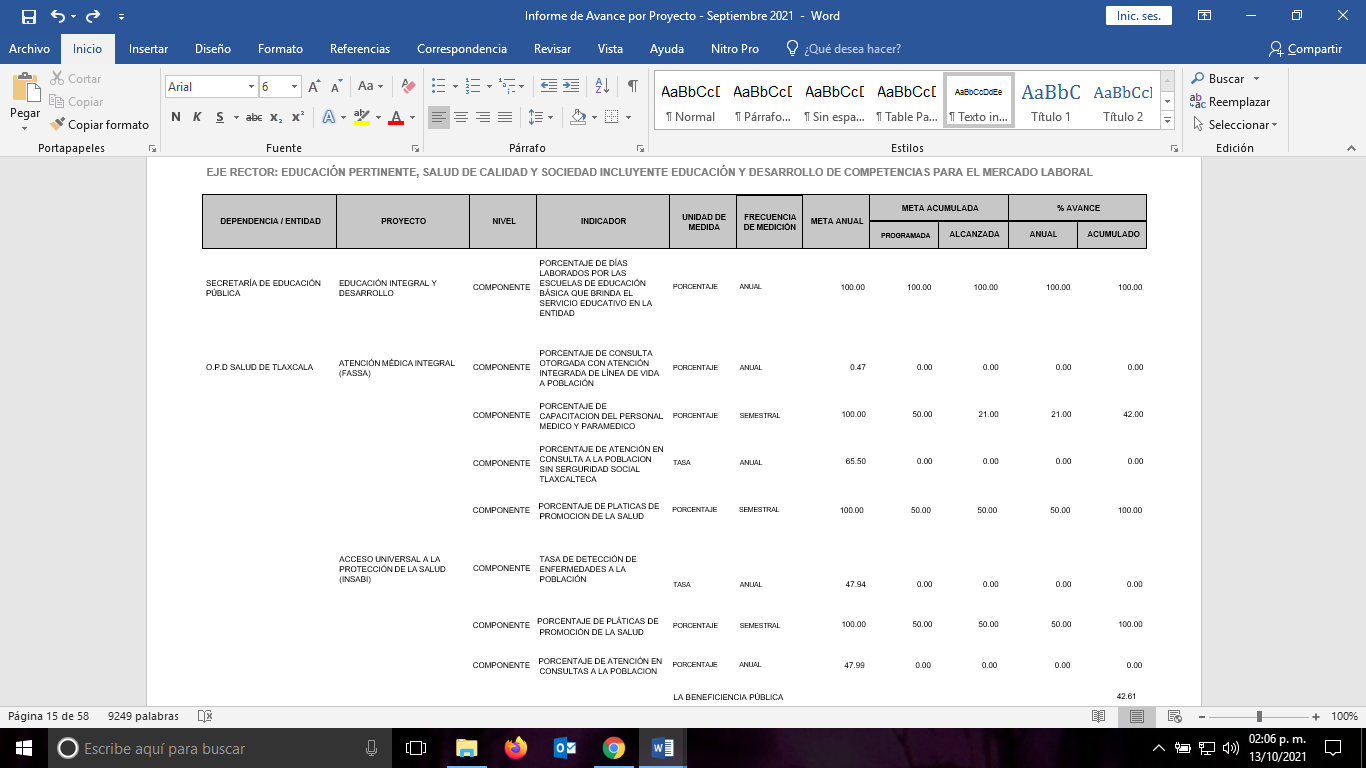 Informe de Avance por Proyecto - Septiembre 2021 - Word
Inic. ses.
Archivo Inicio Insertar Diseño Formato Referencias Correspondencia Revisar Vista Ayuda Nitro Pro ¿Qué desea hacer? Compartir
Pegar
Cortar
Copiar
Copiar formato
Portapapeles
Arial 6
N K S abc x₂ x²
Fuente
Párrafo
AaBbCcD AaBbCcD AaBbCcD AaBbCcD AaBbCcDdEe AaBbC AaBbCcI
¶ Normal ¶ Párrafo... ¶ Sin espa... ¶ Table Pa... ¶ Texto in... Título 1 Título 2
Estilos
Buscar
Reemplazar
Seleccionar
Edición
EJE RECTOR: EDUCACIÓN PERTINENTE, SALUD DE CALIDAD Y SOCIEDAD INCLUYENTE EDUCACIÓN Y DESARROLLO DE COMPETENCIAS PARA EL MERCADO LABORAL
DEPENDENCIA / ENTIDAD PROYECTO NIVEL INDICADOR UNIDAD DE MEDIDA FRECUENCIA DE MEDICIÓN META ANUAL META ACUMULADA % AVANCE
PROGRAMADA ALCANZADA ANUAL ACUMULADO
SECRETARÍA DE EDUCACIÓN
PÚBLICA
EDUCACIÓN INTEGRAL Y
DESARROLLO
COMPONENTE
PORCENTAJE DE DÍAS
LABORADOS POR LAS
ESCUELAS DE EDUCACIÓN
BÁSICA QUE BRINDA EL
SERVICIO EDUCATIVO EN LA
ENTIDAD
PORCENTAJE ANUAL 100.00 100.00 100.00 100.00 100.00
O.P.D SALUD DE TLAXCALA
ATENCIÓN MÉDICA INTEGRAL
(FASSA)
COMPONENTE
PORCENTAJE DE CONSULTA
OTORGADA CON ATENCIÓN
INTEGRADA DE LÍNEA DE VIDA
A POBLACIÓN
PORCENTAJE ANUAL 0.47 0.00 0.00 0.00 0.00
COMPONENTE
PORCENTAJE DE
CAPACITACION DEL PERSONAL
MEDICO Y PARAMEDICO
PORCENTAJE SEMESTRAL 100.00 50.00 21.00 21.00 42.00
COMPONENTE
PORCENTAJE DE ATENCIÓN EN
CONSULTA A LA POBLACION
SIN SERGURIDAD SOCIAL
TLAXCALTECA
TASA ANUAL 65.50 0.00 0.00 0.00 0.00
COMPONENTE
PORCENTAJE DE PLATICAS DE
PROMOCION DE LA SALUD
PORCENTAJE SEMESTRAL 100.00 50.00 50.00 50.00 100.00
ACCESO UNIVERSAL A LA
PROTECCIÓN DE LA SALUD
(INSABI)
COMPONENTE
TASA DE DETECCIÓN DE
ENFERMEDADES A LA
POBLACIÓN
TASA ANUAL 47.94 0.00 0.00 0.00 0.00
COMPONENTE
PORCENTAJE DE PLÁTICAS DE
PROMOCIÓN DE LA SALUD
PORCENTAJE SEMESTRAL 100.00 50.00 50.00 50.00 100.00
COMPONENTE
PORCENTAJE DE ATENCIÓN EN
CONSULTAS A LA POBLACION
PORCENTAJE ANUAL 47.99 0.00 0.00 0.00 0.00
LA BENEFICIENCIA PÚBLICA 42.61
Página 15 de 58 9249 palabras 100%
Escribe aquí para buscar
02:06 p. m.
13/10/2021